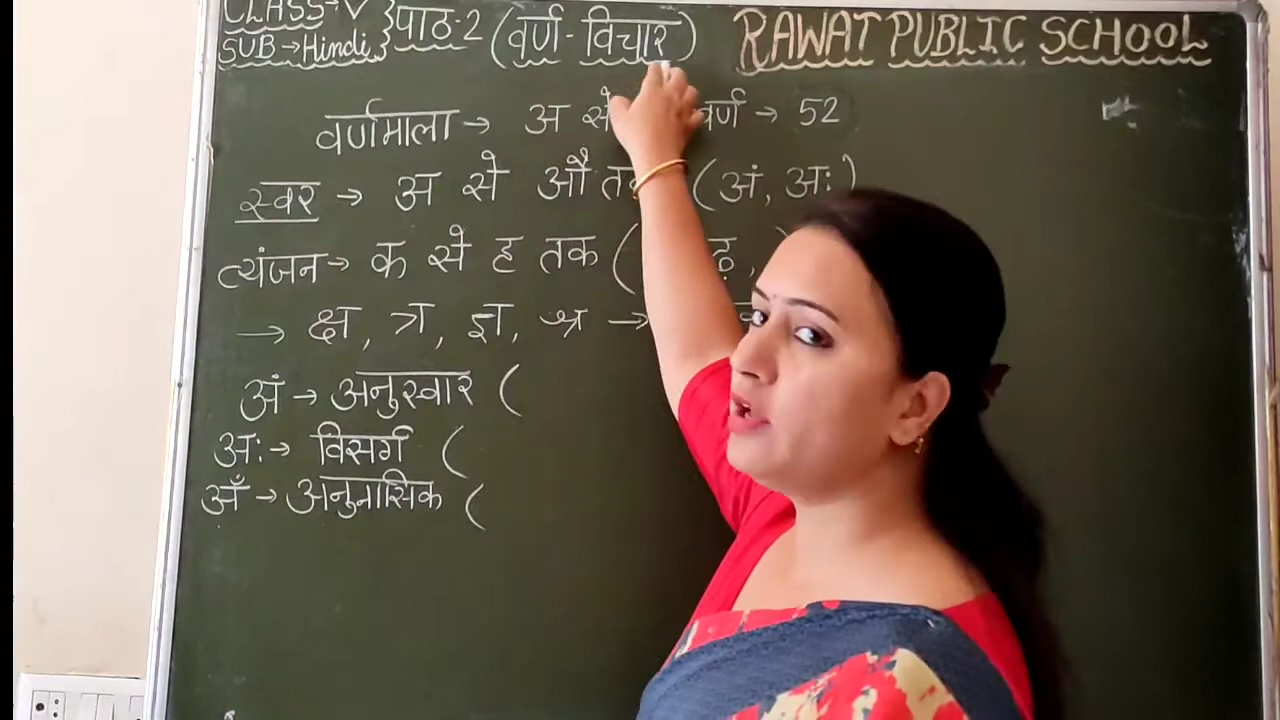 CLASS→V
SUB→Hindi
पाठ-2 (वर्ण-विचार)
RAWAT PUBLIC SCHOOL
वर्णमाला → अ से वर्ण → 52
स्वर → अ से औ (अं, अः)
व्यंजन → क से ह तक ( ढ़,
→ क्ष, त्र, ज्ञ, श्र →
अं → अनुस्वार (
अः → विसर्ग (
अँ → अनुनासिक (